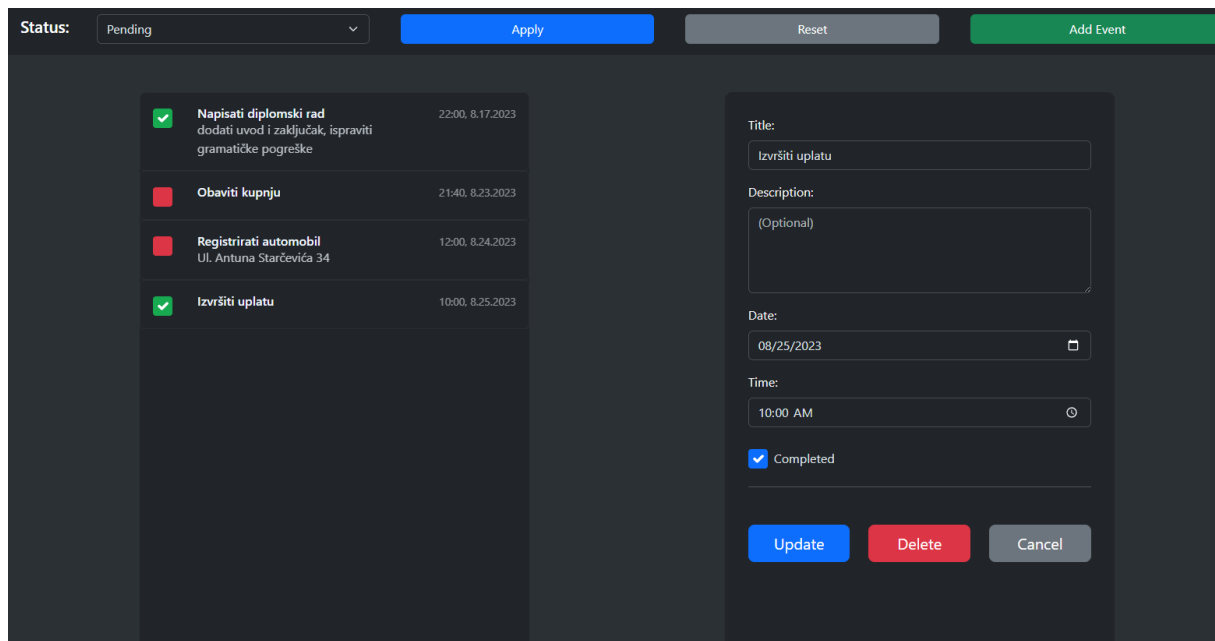 Status: Pending Apply Reset Add Event
Napisati diplomski rad 22:00, 8.17.2023
dodati uvod i zaključak, ispraviti
gramatičke pogreške
Obaviti kupnju 21:40, 8.23.2023
Registrirati automobil 12:00, 8.24.2023
Ul. Antuna Starčevića 34
Izvršiti uplatu 10:00, 8.25.2023
Title:
Izvršiti uplatu
Description:
(Optional)
Date:
08/25/2023
Time:
10:00 AM
Completed
Update Delete Cancel